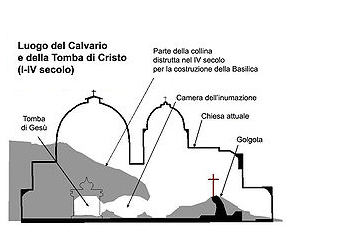 Luogo del Calvario
e della Tomba di Cristo
(I-IV secolo)
Parte della collina
distrutta nel IV secolo
per la costruzione della Basilica
Camera dell'inumazione
Chiesa attuale
Tomba
di Gesù
Golgota